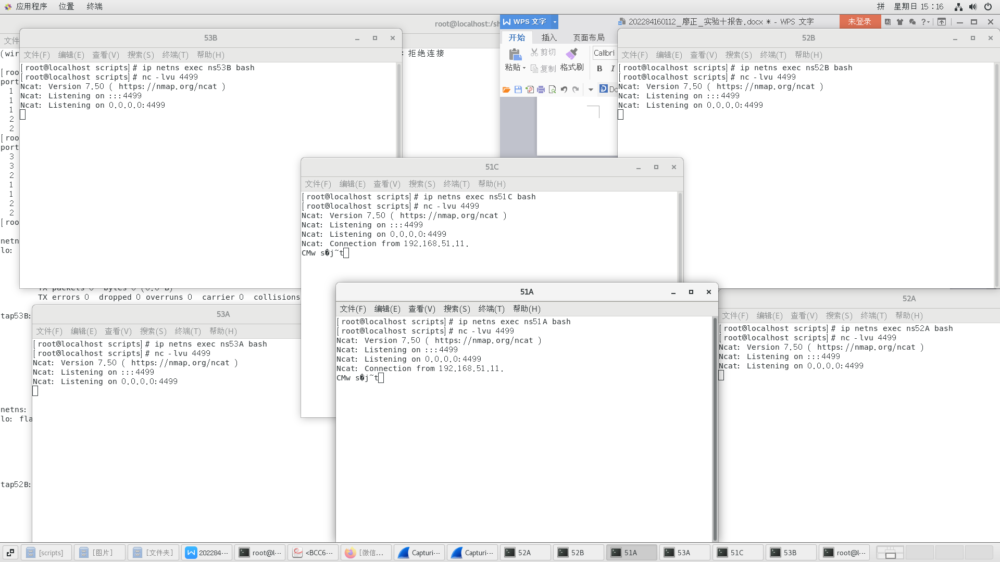 应用程序 位置 终端
拼 星期日 15：16
root@localhost:/sh
WPS 文字
202284160112_廖正_实验十报告.docx * - WPS 文字
未登录
开始 插入 页面布局
粘贴 剪切 复制 格式刷
Calibri
B I
Do
文件
(wir
：拒绝连接
[roo
port
1
1
1
2
2
[roo
port
3
3
2
1
1
2
2
[roo
netn
lo:
TX packets 0 bytes 0 (0.0 B)
TX errors 0 dropped 0 overruns 0 carrier 0 collisions
tap53B:
netns:
lo: fla
tap52B:
53B
文件(F) 编辑(E) 查看(V) 搜索(S) 终端(T) 帮助(H)
[root@localhost scripts]# ip netns exec ns53B bash
[root@localhost scripts]# nc -lvu 4499
Ncat: Version 7.50 ( https://nmap.org/ncat )
Ncat: Listening on :::4499
Ncat: Listening on 0.0.0.0:4499
52B
文件(F) 编辑(E) 查看(V) 搜索(S) 终端(T) 帮助(H)
[root@localhost scripts]# ip netns exec ns52B bash
[root@localhost scripts]# nc -lvu 4499
Ncat: Version 7.50 ( https://nmap.org/ncat )
Ncat: Listening on :::4499
Ncat: Listening on 0.0.0.0:4499
51C
文件(F) 编辑(E) 查看(V) 搜索(S) 终端(T) 帮助(H)
[root@localhost scripts]# ip netns exec ns51C bash
[root@localhost scripts]# nc -lvu 4499
Ncat: Version 7.50 ( https://nmap.org/ncat )
Ncat: Listening on :::4499
Ncat: Listening on 0.0.0.0:4499
Ncat: Connection from 192.168.51.11.
CMw s�j~t
51A
文件(F) 编辑(E) 查看(V) 搜索(S) 终端(T) 帮助(H)
[root@localhost scripts]# ip netns exec ns51A bash
[root@localhost scripts]# nc -lvu 4499
Ncat: Version 7.50 ( https://nmap.org/ncat )
Ncat: Listening on :::4499
Ncat: Listening on 0.0.0.0:4499
Ncat: Connection from 192.168.51.11.
CMw s�j~t
53A
文件(F) 编辑(E) 查看(V) 搜索(S) 终端(T) 帮助(H)
[root@localhost scripts]# ip netns exec ns53A bash
[root@localhost scripts]# nc -lvu 4499
Ncat: Version 7.50 ( https://nmap.org/ncat )
Ncat: Listening on :::4499
Ncat: Listening on 0.0.0.0:4499
52A
文件(F) 编辑(E) 查看(V) 搜索(S) 终端(T) 帮助(H)
[root@localhost scripts]# ip netns exec ns52A bash
[root@localhost scripts]# nc -lvu 4499
Ncat: Version 7.50 ( https://nmap.org/ncat )
Ncat: Listening on :::4499
Ncat: Listening on 0.0.0.0:4499
[scripts] [图片] [文件夹] 202284··· root@l··· <BCC6··· [微信... Capturi··· Capturi··· 52A 52B 51A 53A 51C 53B root@l···